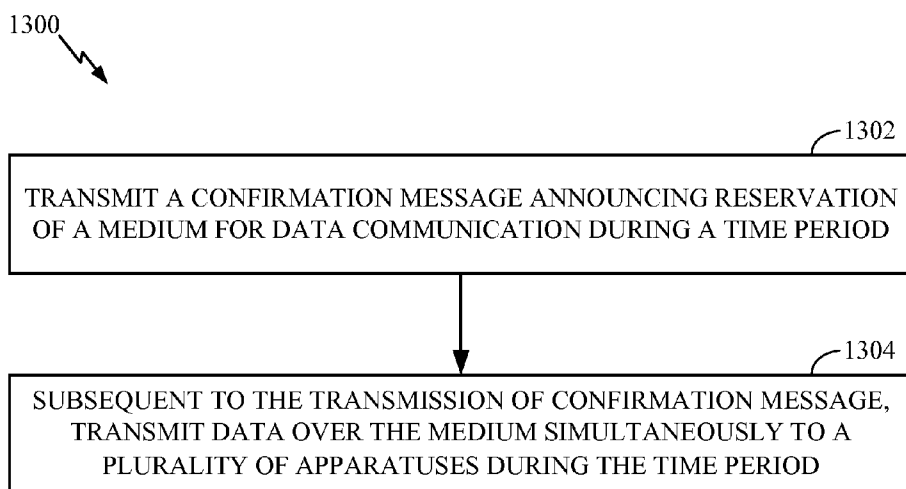 1300
1302
TRANSMIT A CONFIRMATION MESSAGE ANNOUNCING RESERVATION
OF A MEDIUM FOR DATA COMMUNICATION DURING A TIME PERIOD
1304
SUBSEQUENT TO THE TRANSMISSION OF CONFIRMATION MESSAGE,
TRANSMIT DATA OVER THE MEDIUM SIMULTANEOUSLY TO A
PLURALITY OF APPARATUSES DURING THE TIME PERIOD